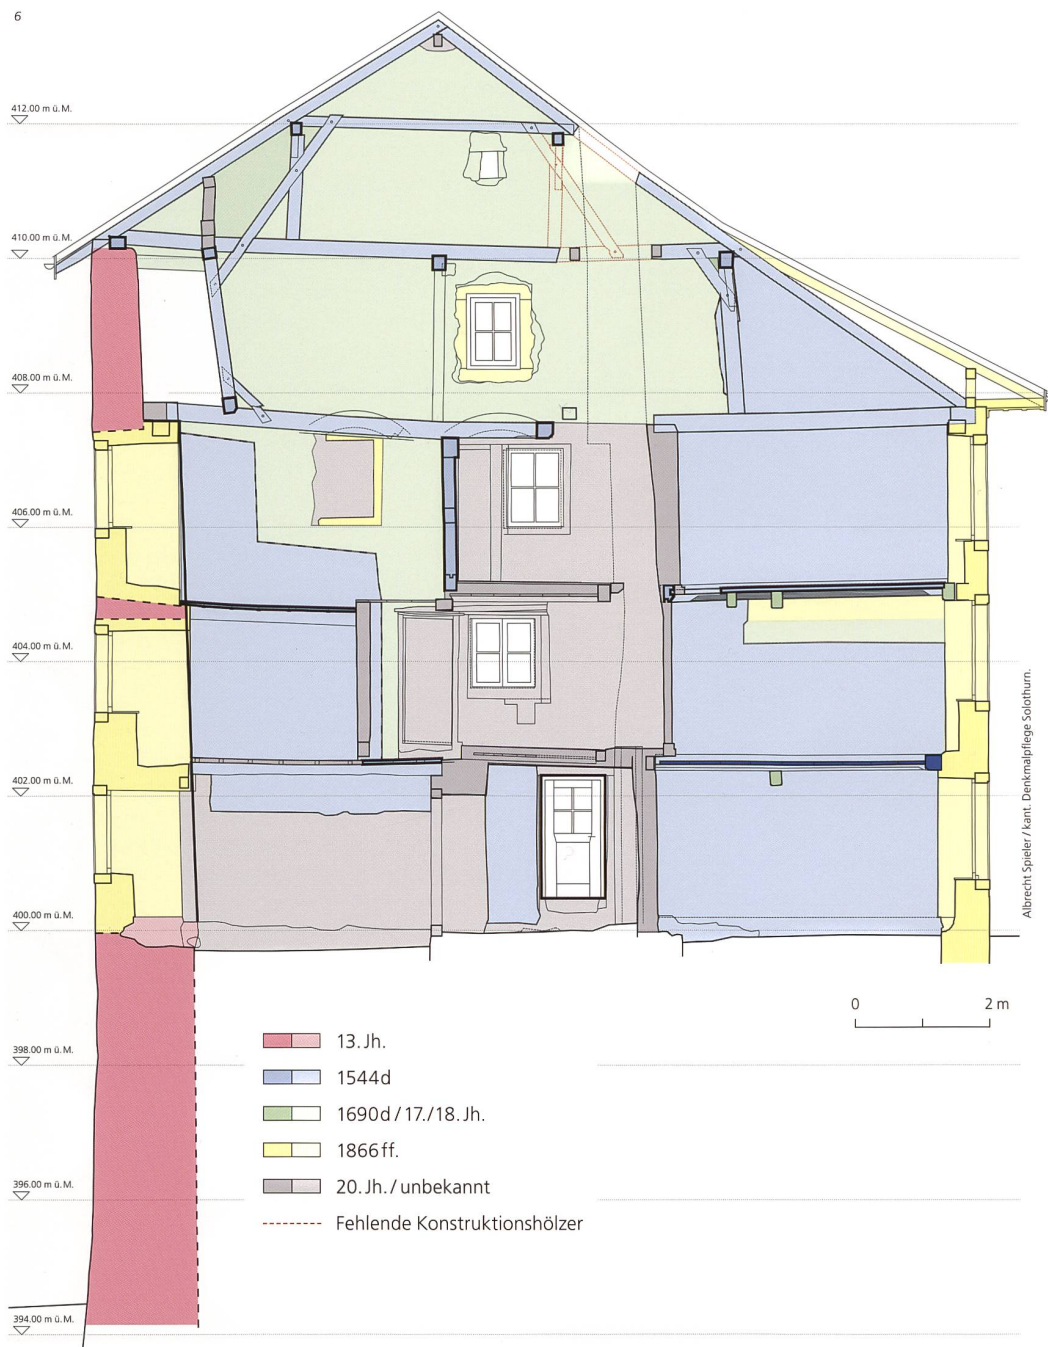 6
412.00 m ü. M.
410.00 m ü. M.
408.00 m ü. M.
406.00 m ü. M.
404.00 m ü. M.
402.00 m ü. M.
400.00 m ü. M.
398.00 m ü. M.
396.00 m ü. M.
394.00 m ü. M.
Albrecht Spieler / kant. Denkmalpflege Solothurn.
0 2 m
13. Jh.
1544d
1690d / 17./18. Jh.
1866 ff.
20. Jh. / unbekannt
Fehlende Konstruktionshölzer